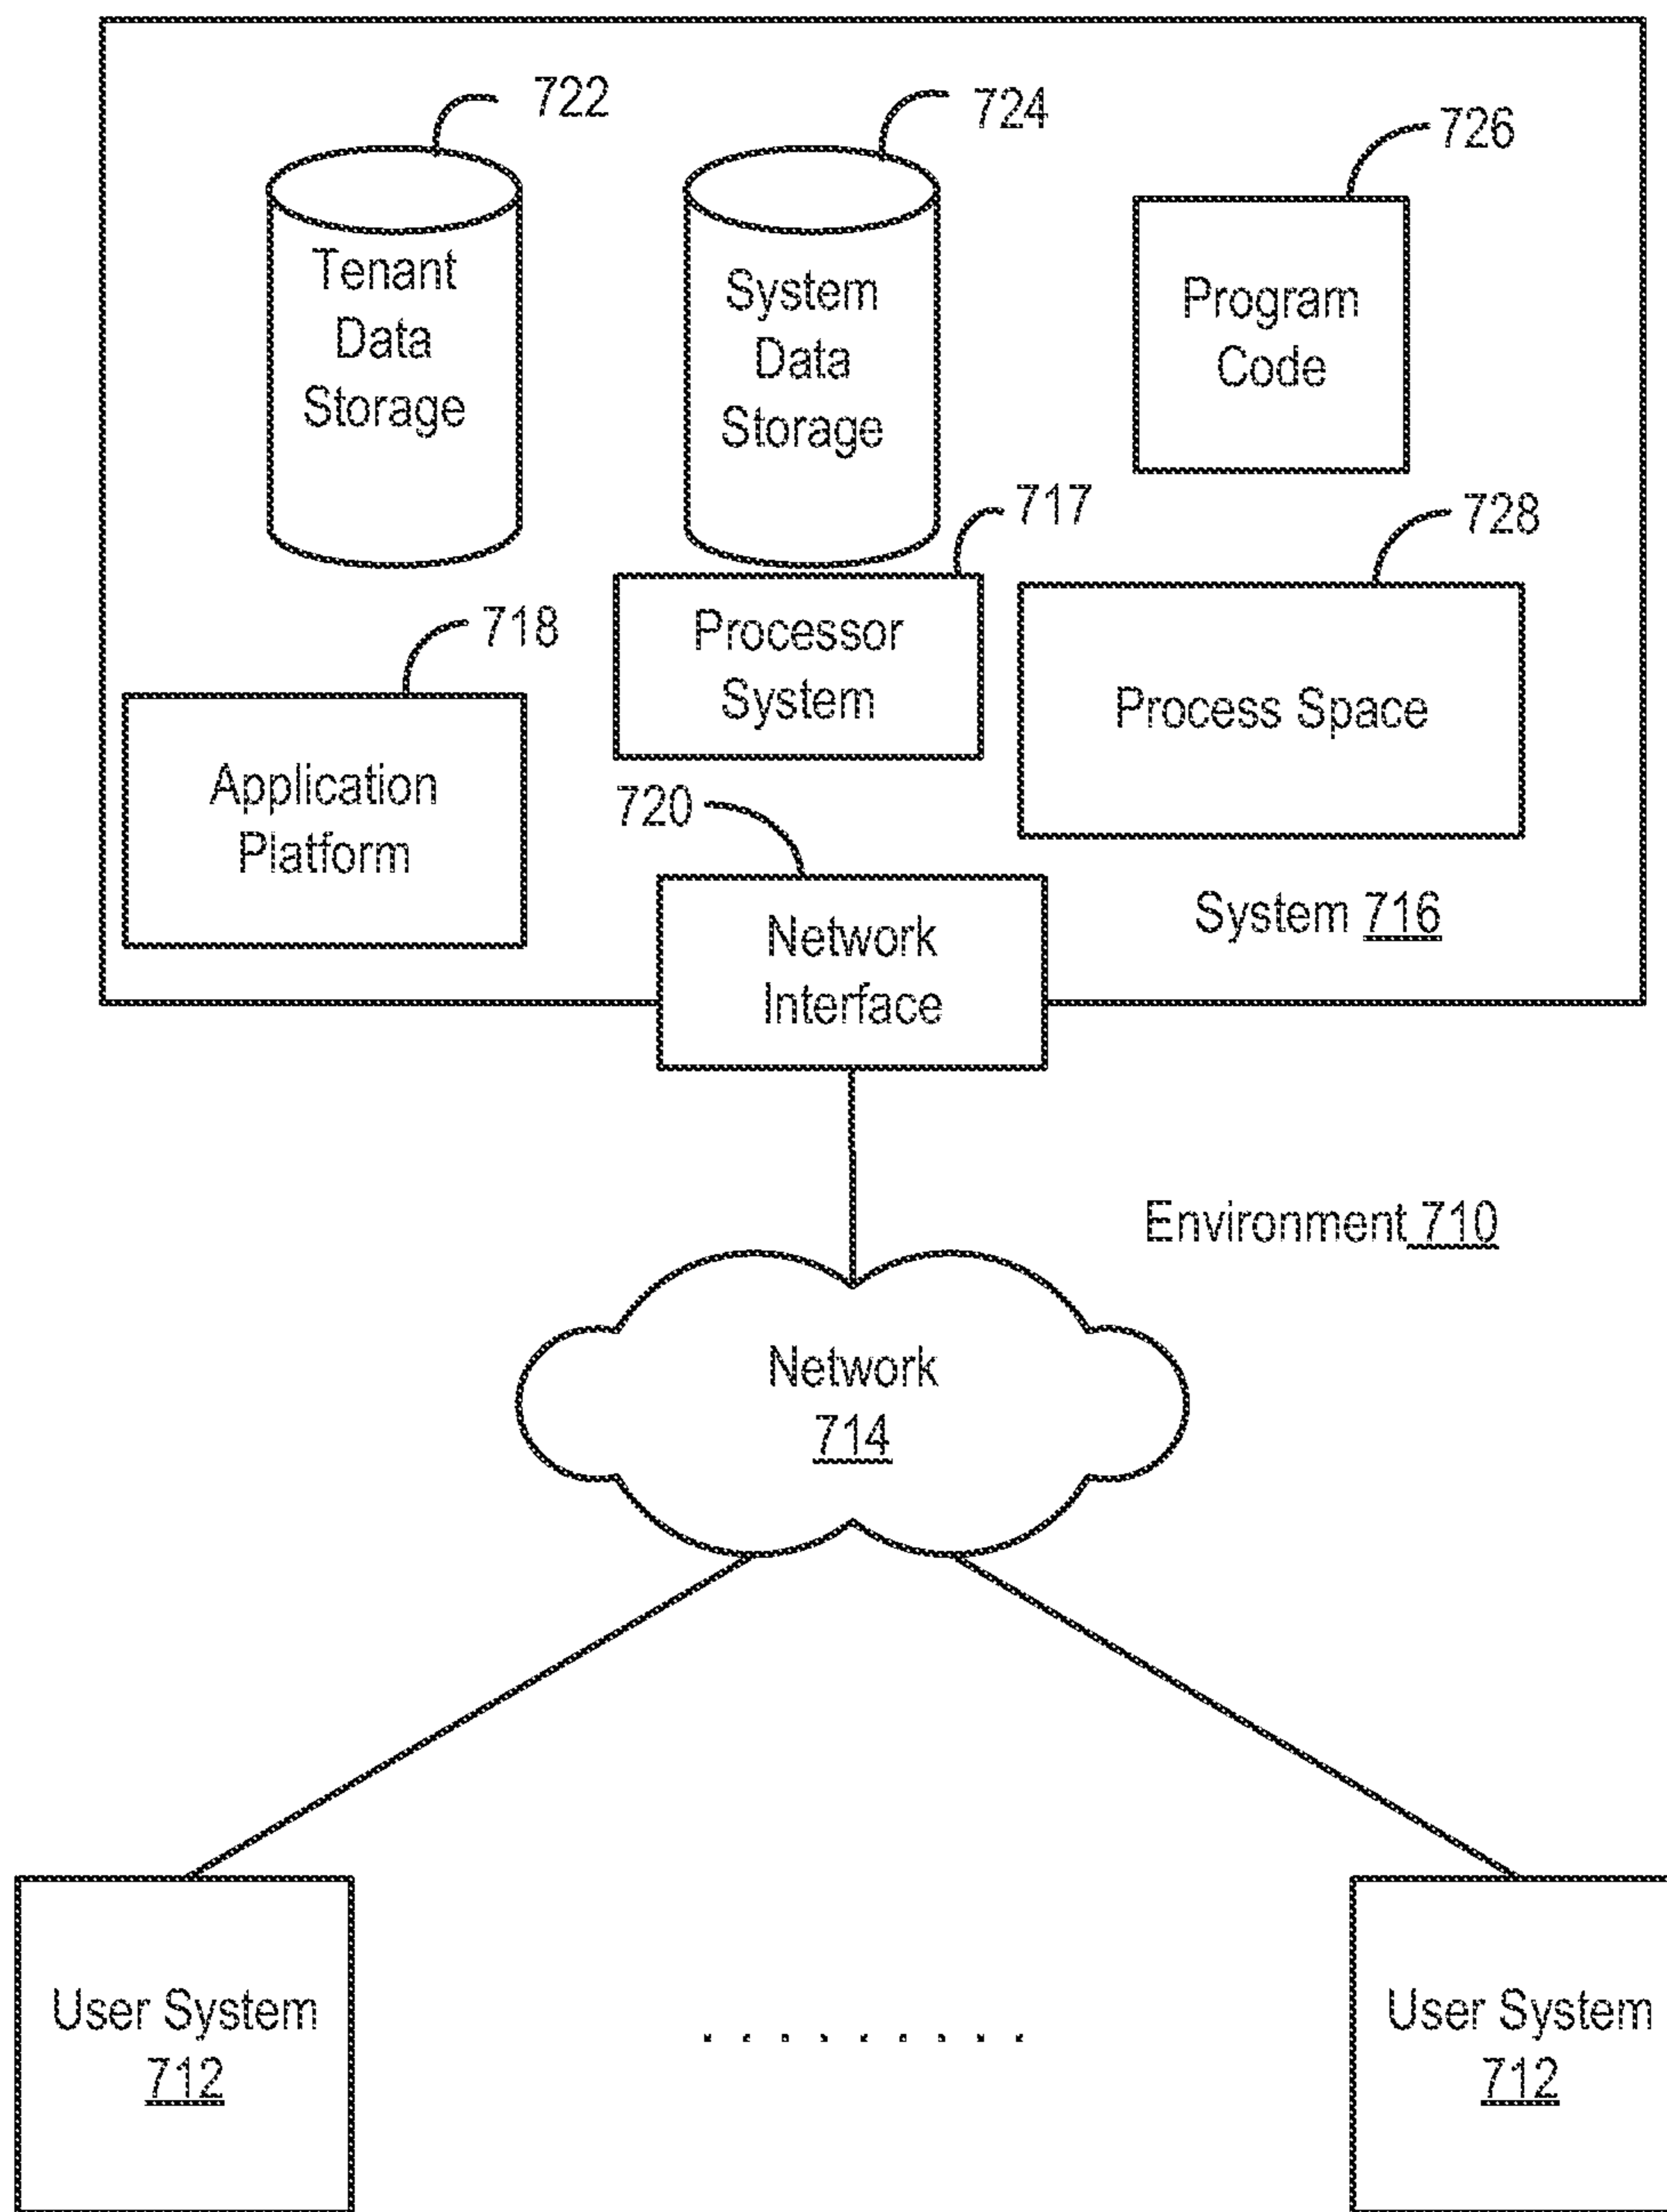 722
724
726
Tenant
Data
Storage
System
Data
Storage
Program
Code
717
728
718
Processor
System
Process Space
Application
Platform
720
System 716
Network
Interface
Environment 710
Network
714
User System
712
User System
712